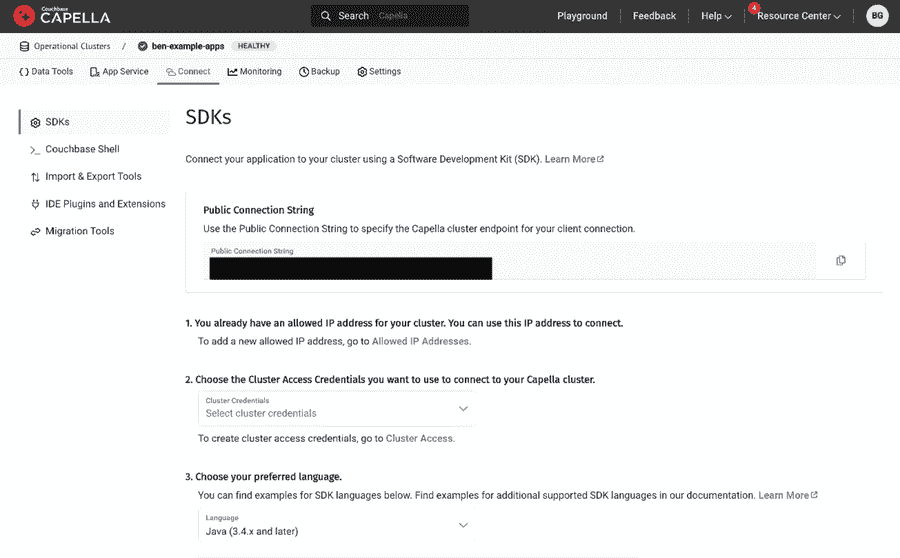 Couchbase
CAPELLA
Search Capella
Playground
Feedback
Help
4
Resource Center
BG
Operational Clusters / ben-example-apps HEALTHY
Data Tools
App Service
Connect
Monitoring
Backup
Settings
SDKs
Couchbase Shell
Import & Export Tools
IDE Plugins and Extensions
Migration Tools
SDKs
Connect your application to your cluster using a Software Development Kit (SDK). Learn More
Public Connection String
Use the Public Connection String to specify the Capella cluster endpoint for your client connection.
Public Connection String
1. You already have an allowed IP address for your cluster. You can use this IP address to connect.
To add a new allowed IP address, go to Allowed IP Addresses.
2. Choose the Cluster Access Credentials you want to use to connect to your Capella cluster.
Cluster Credentials
Select cluster credentials
To create cluster access credentials, go to Cluster Access.
3. Choose your preferred language.
You can find examples for SDK languages below. Find examples for additional supported SDK languages in our documentation. Learn More
Language
Java (3.4.x and later)